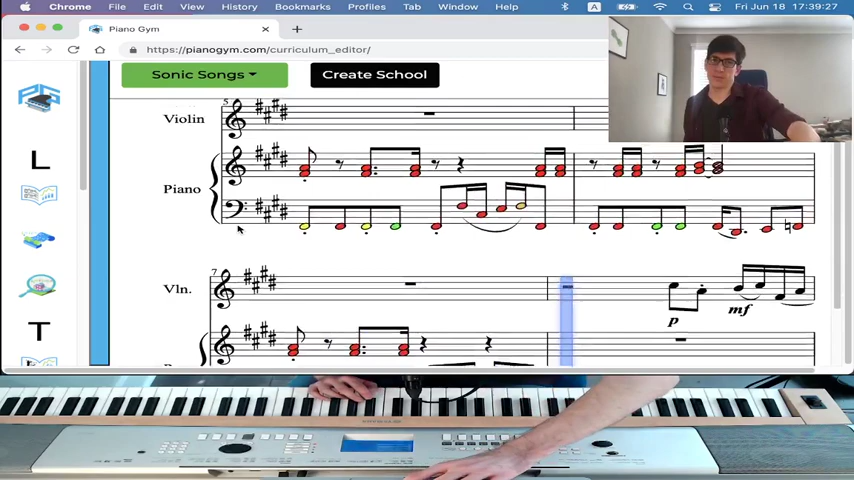 Chrome File Edit View History Bookmarks Profiles Tab Window Help A Fri Jun 18 17:39:27
Piano Gym
https://pianogym.com/curriculum_editor/
Sonic Songs Create School
5
Violin
L
Piano
7
Vln.
p mf
T